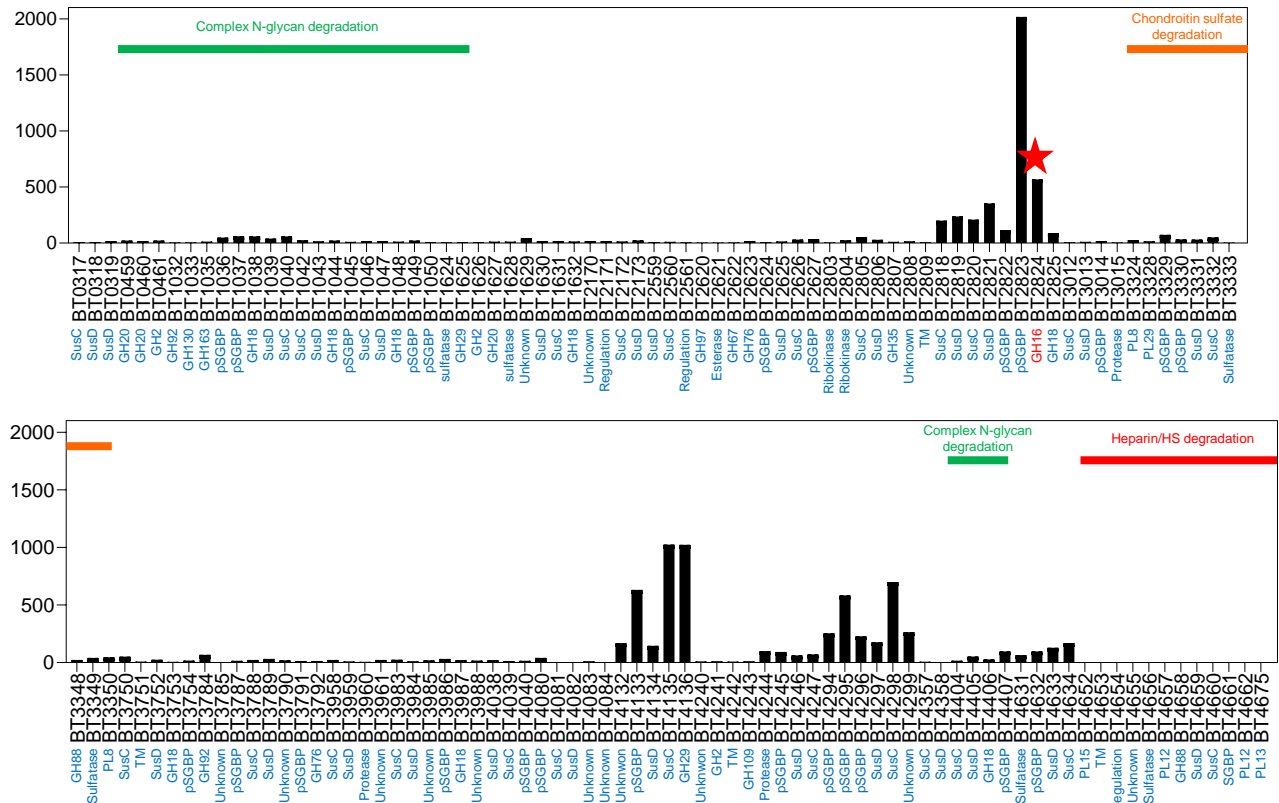 2000
1500
1000
500
0
Complex N-glycan degradation
Chondroitin sulfate
degradation
BT0317 BT0318 BT0319 BT0459 BT0460 BT0461 BT1032 BT1033 BT1035 BT1036 BT1037 BT1038 BT1039 BT1040 BT1042 BT1043 BT1044 BT1045 BT1046 BT1047 BT1048 BT1049 BT1050 BT1624 BT1625 BT1626 BT1627 BT1628 BT1629 BT1630 BT1631 BT1632 BT2170 BT2171 BT2172 BT2173 BT2559 BT2560 BT2561 BT2620 BT2621 BT2622 BT2623 BT2624 BT2625 BT2626 BT2627 BT2803 BT2804 BT2805 BT2806 BT2807 BT2808 BT2809 BT2818 BT2819 BT2820 BT2821 BT2822 BT2823 BT2824 BT2825 BT3012 BT3013 BT3014 BT3015 BT3324 BT3328 BT3329 BT3330 BT3331 BT3332 BT3333
SusC SusD SusD GH20 GH20 GH2 GH92 GH130 GH163 pSGBP pSGBP GH18 SusD SusC SusC SusD GH18 pSGBP SusC SusD GH18 pSGBP pSGBP sulfatase GH29 GH2 GH20 sulfatase Unknown SusD SusC GH18 Unknown Regulation SusC SusD SusD SusC Regulation GH97 Esterase GH67 GH76 pSGBP SusD SusC pSGBP Ribokinase Ribokinase SusC SusD GH35 Unknown TM SusC SusD SusC SusD pSGBP pSGBP GH16 GH18 SusC SusD pSGBP Protease PL8 PL29 pSGBP pSGBP SusD SusC Sulfatase
2000
1500
1000
500
0
Complex N-glycan
degradation
Heparin/HS degradation
BT3348 BT3349 BT3350 BT3750 BT3751 BT3752 BT3753 BT3754 BT3784 BT3785 BT3787 BT3788 BT3789 BT3790 BT3791 BT3792 BT3958 BT3959 BT3960 BT3961 BT3983 BT3984 BT3985 BT3986 BT3987 BT3988 BT4038 BT4039 BT4040 BT4080 BT4081 BT4082 BT4083 BT4084 BT4132 BT4133 BT4134 BT4135 BT4136 BT4240 BT4241 BT4242 BT4243 BT4244 BT4245 BT4246 BT4247 BT4294 BT4295 BT4296 BT4297 BT4298 BT4299 BT4357 BT4358 BT4404 BT4405 BT4406 BT4407 BT4631 BT4632 BT4633 BT4634 BT4652 BT4653 BT4654 BT4655 BT4656 BT4657 BT4658 BT4659 BT4660 BT4661 BT4662 BT4675
GH88 Sulfatase PL8 SusC TM SusD GH18 pSGBP GH92 Unknown pSGBP SusC SusD Unknown pSGBP GH76 SusC SusD Protease Unknown SusC SusD Unknown pSGBP GH18 Unknown SusD SusC pSGBP pSGBP SusC SusD Unknown Unknown Unknwon pSGBP SusD SusC GH29 Unknwon GH2 TM GH109 Protease pSGBP SusD SusC pSGBP pSGBP pSGBP SusD SusC Unknown SusC SusD SusC SusD GH18 pSGBP Sulfatase pSGBP SusD SusC PL15 TM egulation Unknown Sulfatase PL12 GH88 SusD SusC SGBP PL12 PL13